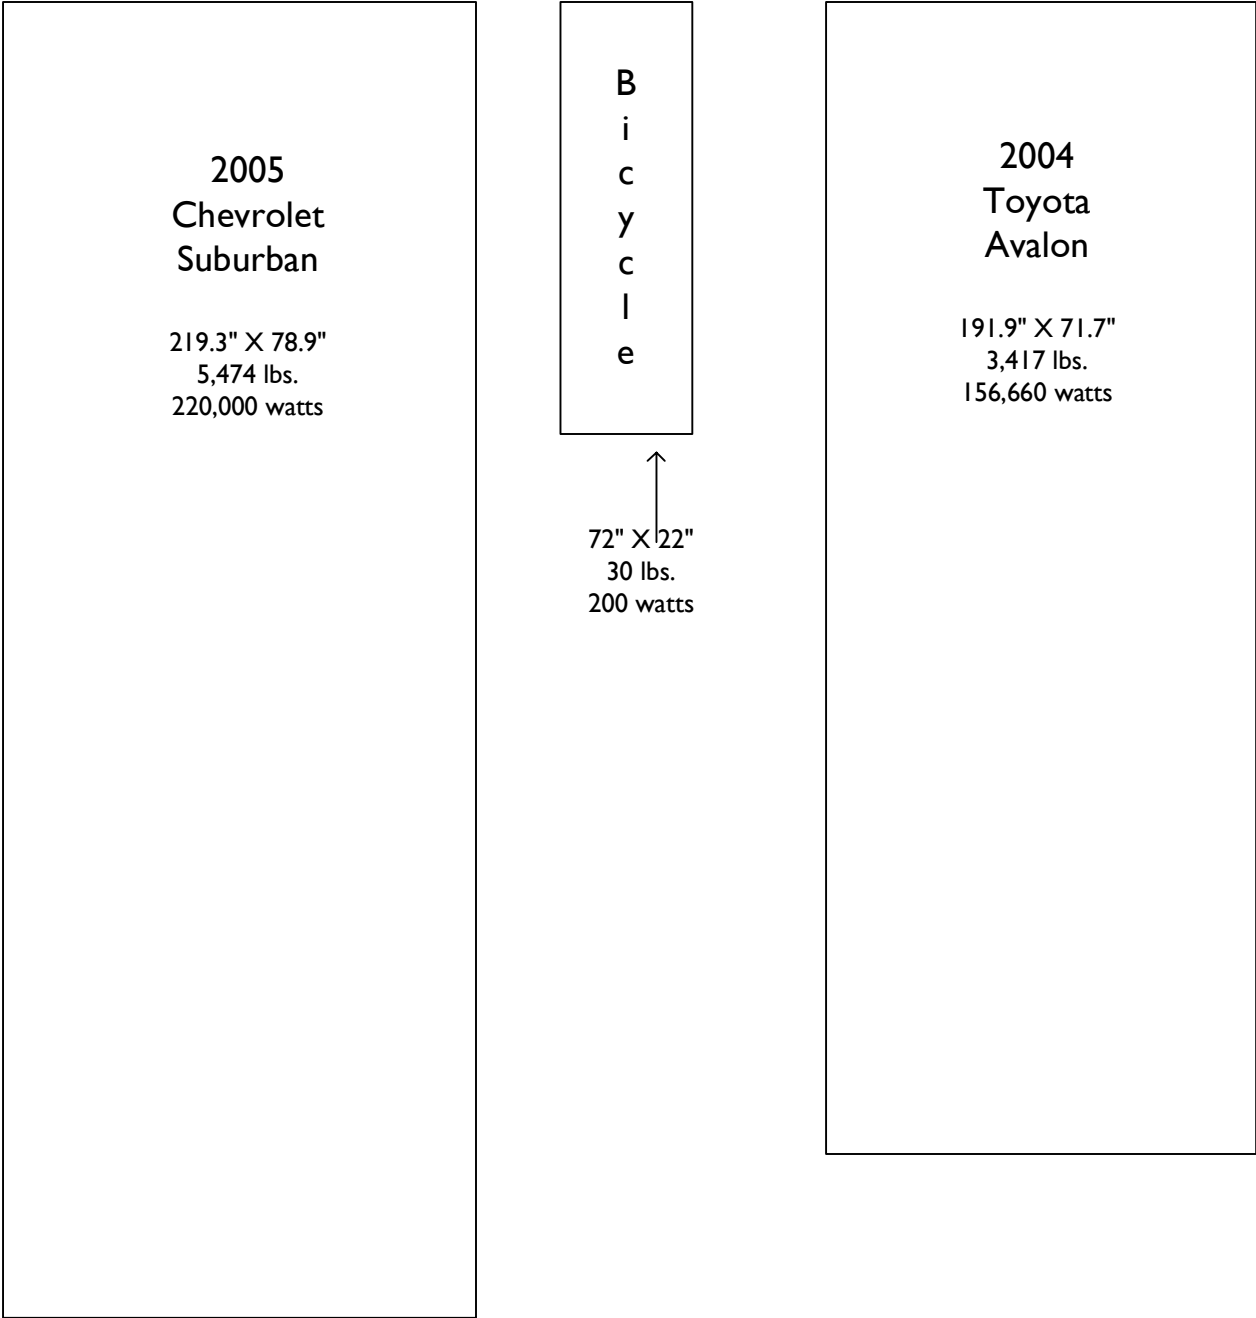 2005
Chevrolet
Suburban
219.3" X 78.9"
5,474 lbs.
220,000 watts
B
i
c
y
c
l
e
72" X 22"
30 lbs.
200 watts
2004
Toyota
Avalon
191.9" X 71.7"
3,417 lbs.
156,660 watts